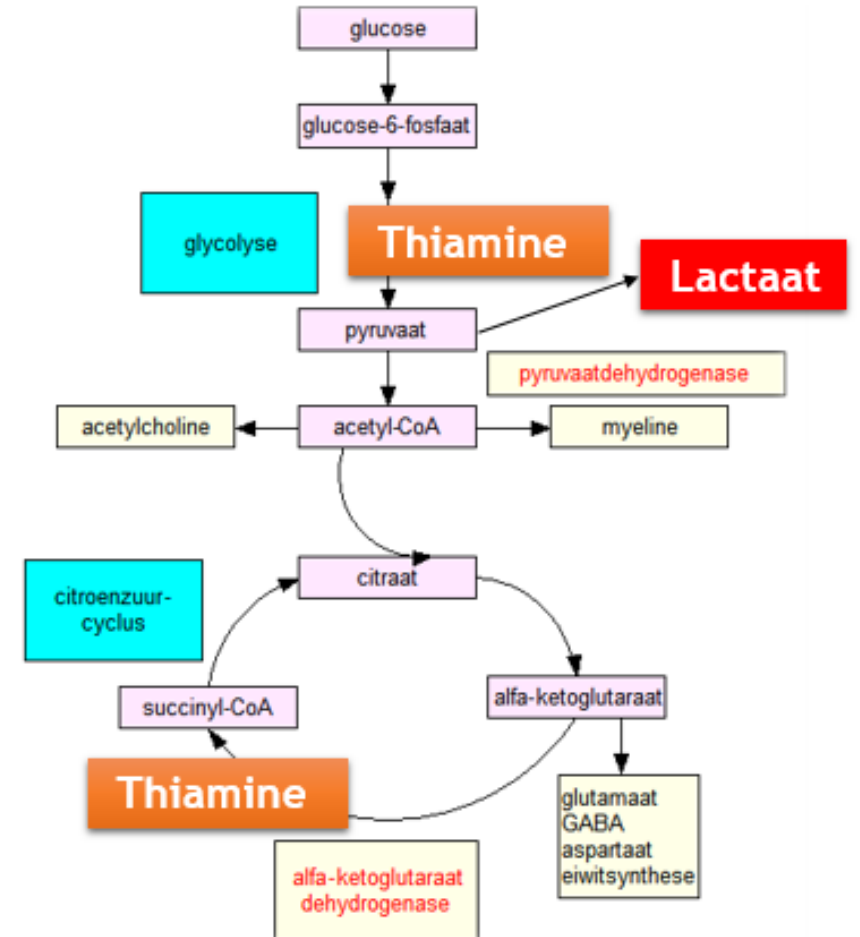 glucose
glucose-6-fosfaat
glycolyse
Thiamine
Lactaat
pyruvaat
pyruvaatdehydrogenase
acetylcholine
acetyl-CoA
myeline
citraat
citroenzuur-
cyclus
succinyl-CoA
alfa-ketoglutaraat
Thiamine
glutamaat
GABA
aspartaat
eiwitsynthese
alfa-ketoglutaraat
dehydrogenase